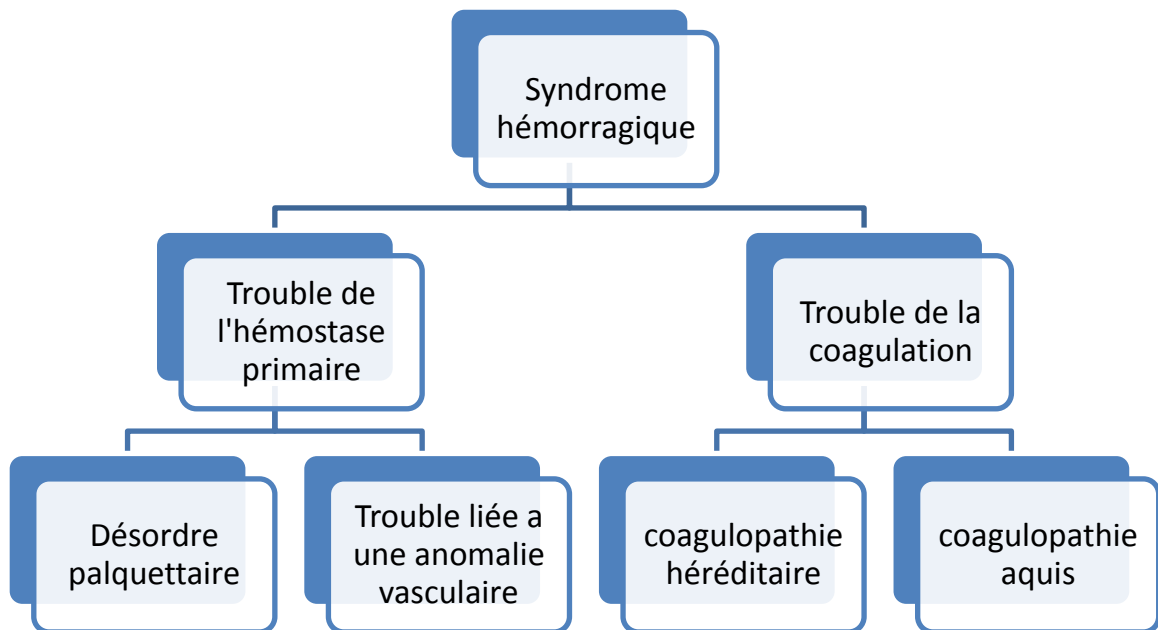 Syndrome
hémorragique
Trouble de
l'hémostase
primaire
Trouble de la
coagulation
Désordre
palquettaire
Trouble liée a
une anomalie
vasculaire
coagulopathie
héréditaire
coagulopathie
aquis